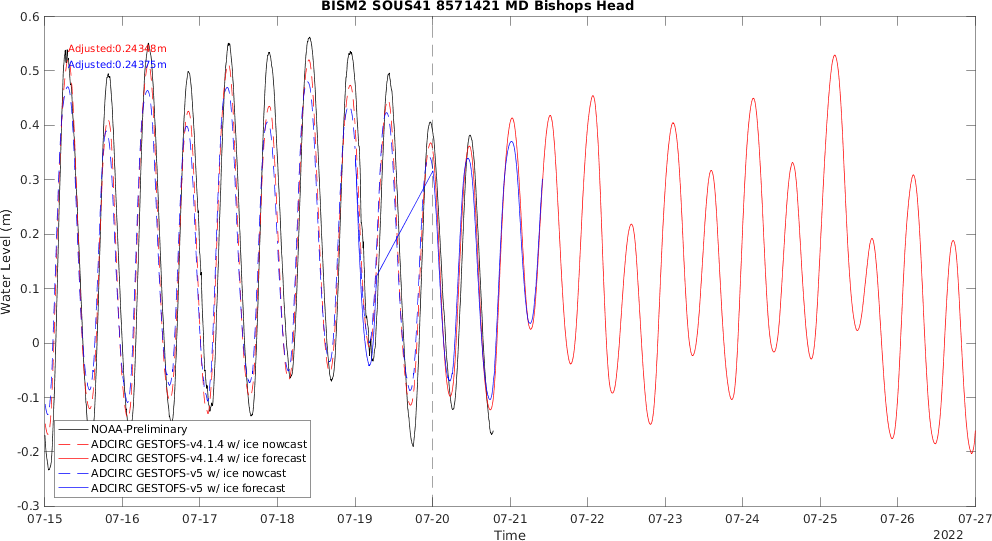 BISM2 SOUS41 8571421 MD Bishops Head
Adjusted:0.24348m
Adjusted:0.24375m
Water Level (m)
0.6
0.5
0.4
0.3
0.2
0.1
0
-0.1
-0.2
-0.3
NOAA-Preliminary
ADCIRC GESTOFS-v4.1.4 w/ ice nowcast
ADCIRC GESTOFS-v4.1.4 w/ ice forecast
ADCIRC GESTOFS-v5 w/ ice nowcast
ADCIRC GESTOFS-v5 w/ ice forecast
07-15 07-16 07-17 07-18 07-19 07-20 07-21 07-22 07-23 07-24 07-25 07-26 07-27
Time
2022